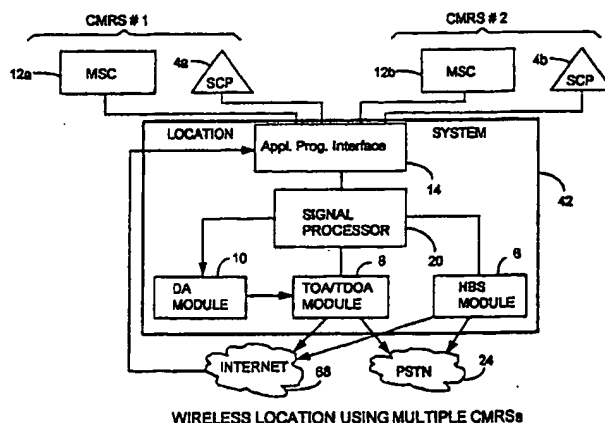 CMRS # 1
CMRS # 2
12a
MSC
4a
SCP
12b
MSC
4b
SCP
LOCATION
SYSTEM
Appl. Prog. Interface
14
42
SIGNAL
PROCESSOR
20
10
8
6
DA
MODULE
TOA/TDOA
MODULE
HBS
MODULE
INTERNET
68
PSTN
24
WIRELESS LOCATION USING MULTIPLE CMRSs